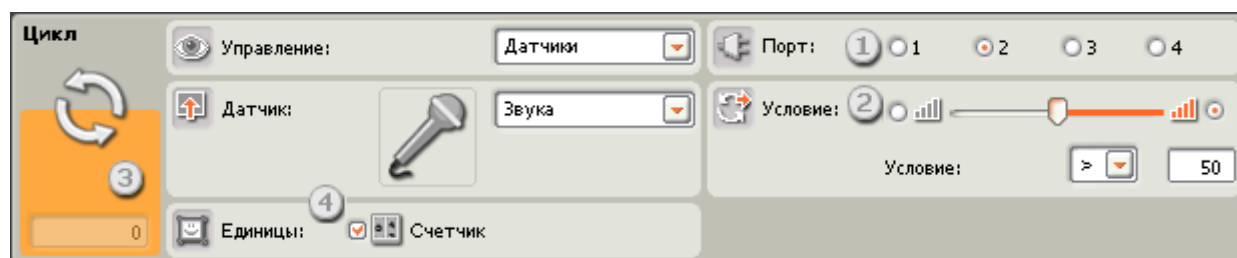 Цикл
Управление: Датчики
Порт: 1 1 2 3 4
Датчик: Звука
Условие: 2
Условие: > 50
3
0
4
Единицы: Счетчик